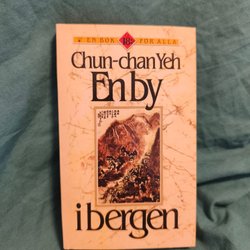 EN BOK FÖR ALLA
Chun-chan Yeh
En by
i bergen